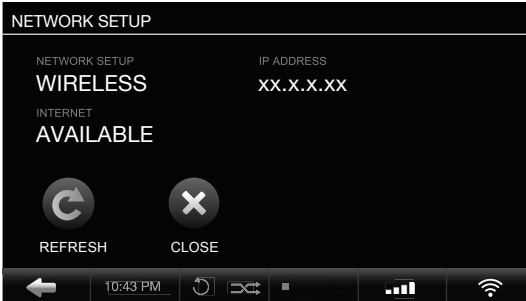 NETWORK SETUP
NETWORK SETUP IP ADDRESS
WIRELESS xx.x.x.xx
INTERNET
AVAILABLE
REFRESH CLOSE
10:43 PM